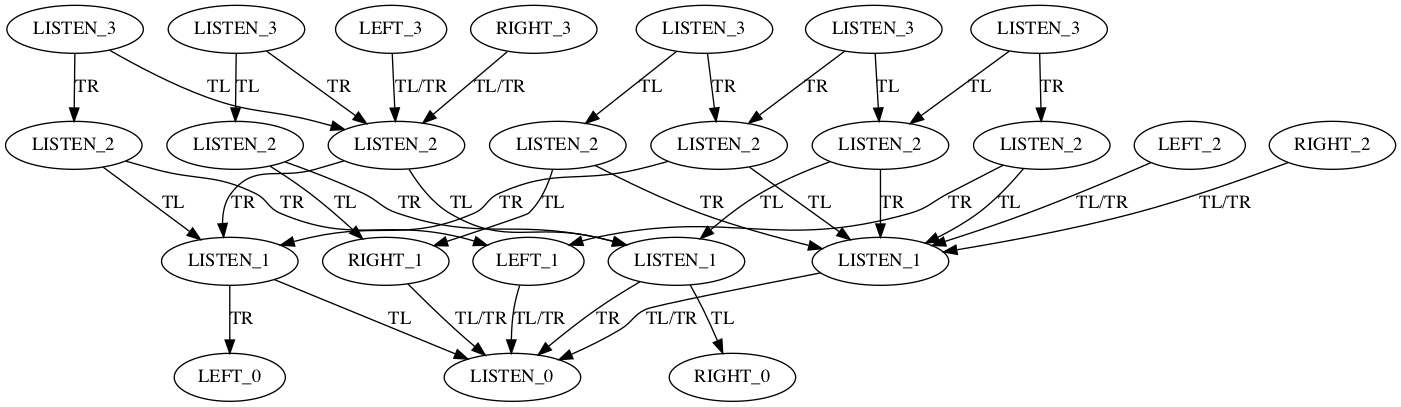 LISTEN_3 LISTEN_3 LEFT_3 RIGHT_3 LISTEN_3 LISTEN_3 LISTEN_3
TR TL TL TR TL/TR TL/TR TL TR TR TL TL TR
LISTEN_2 LISTEN_2 LISTEN_2 LISTEN_2 LISTEN_2 LISTEN_2 LISTEN_2 LEFT_2 RIGHT_2
TL TR TR TL TR TL TR TL TR TL TL TR TR TL TL/TR TL/TR
LISTEN_1 RIGHT_1 LEFT_1 LISTEN_1 LISTEN_1
TR TL TL/TR TL/TR TR TL/TR TL
LEFT_0 LISTEN_0 RIGHT_0